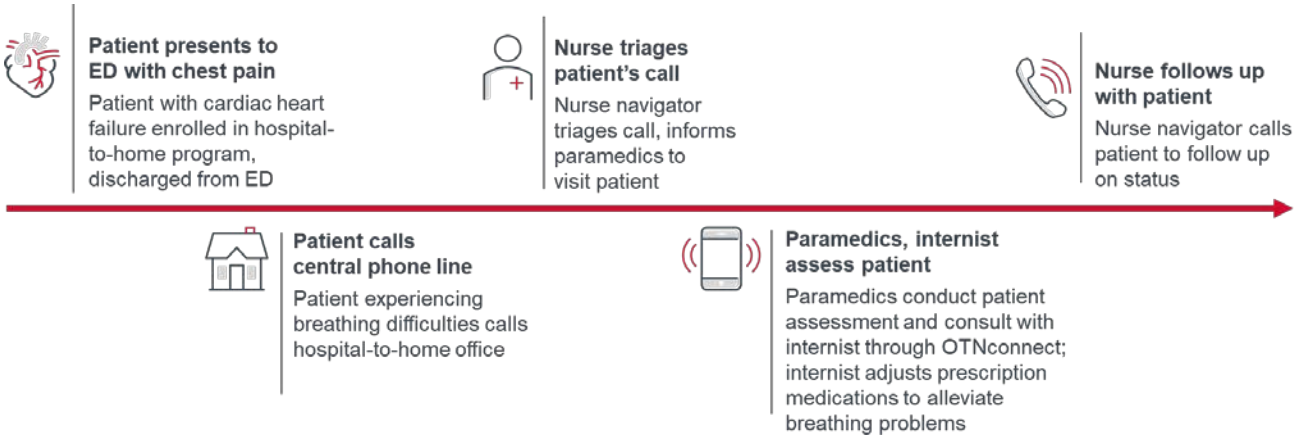 Patient presents to
ED with chest pain
Patient with cardiac heart
failure enrolled in hospital-
to-home program,
discharged from ED
Patient calls
central phone line
Patient experiencing
breathing difficulties calls
hospital-to-home office
Nurse triages
patient's call
Nurse navigator
triages call, informs
paramedics to
visit patient
Paramedics, internist
assess patient
Paramedics conduct patient
assessment and consult with
internist through OTNconnect;
internist adjusts prescription
medications to alleviate
breathing problems
Nurse follows up
with patient
Nurse navigator calls
patient to follow up
on status